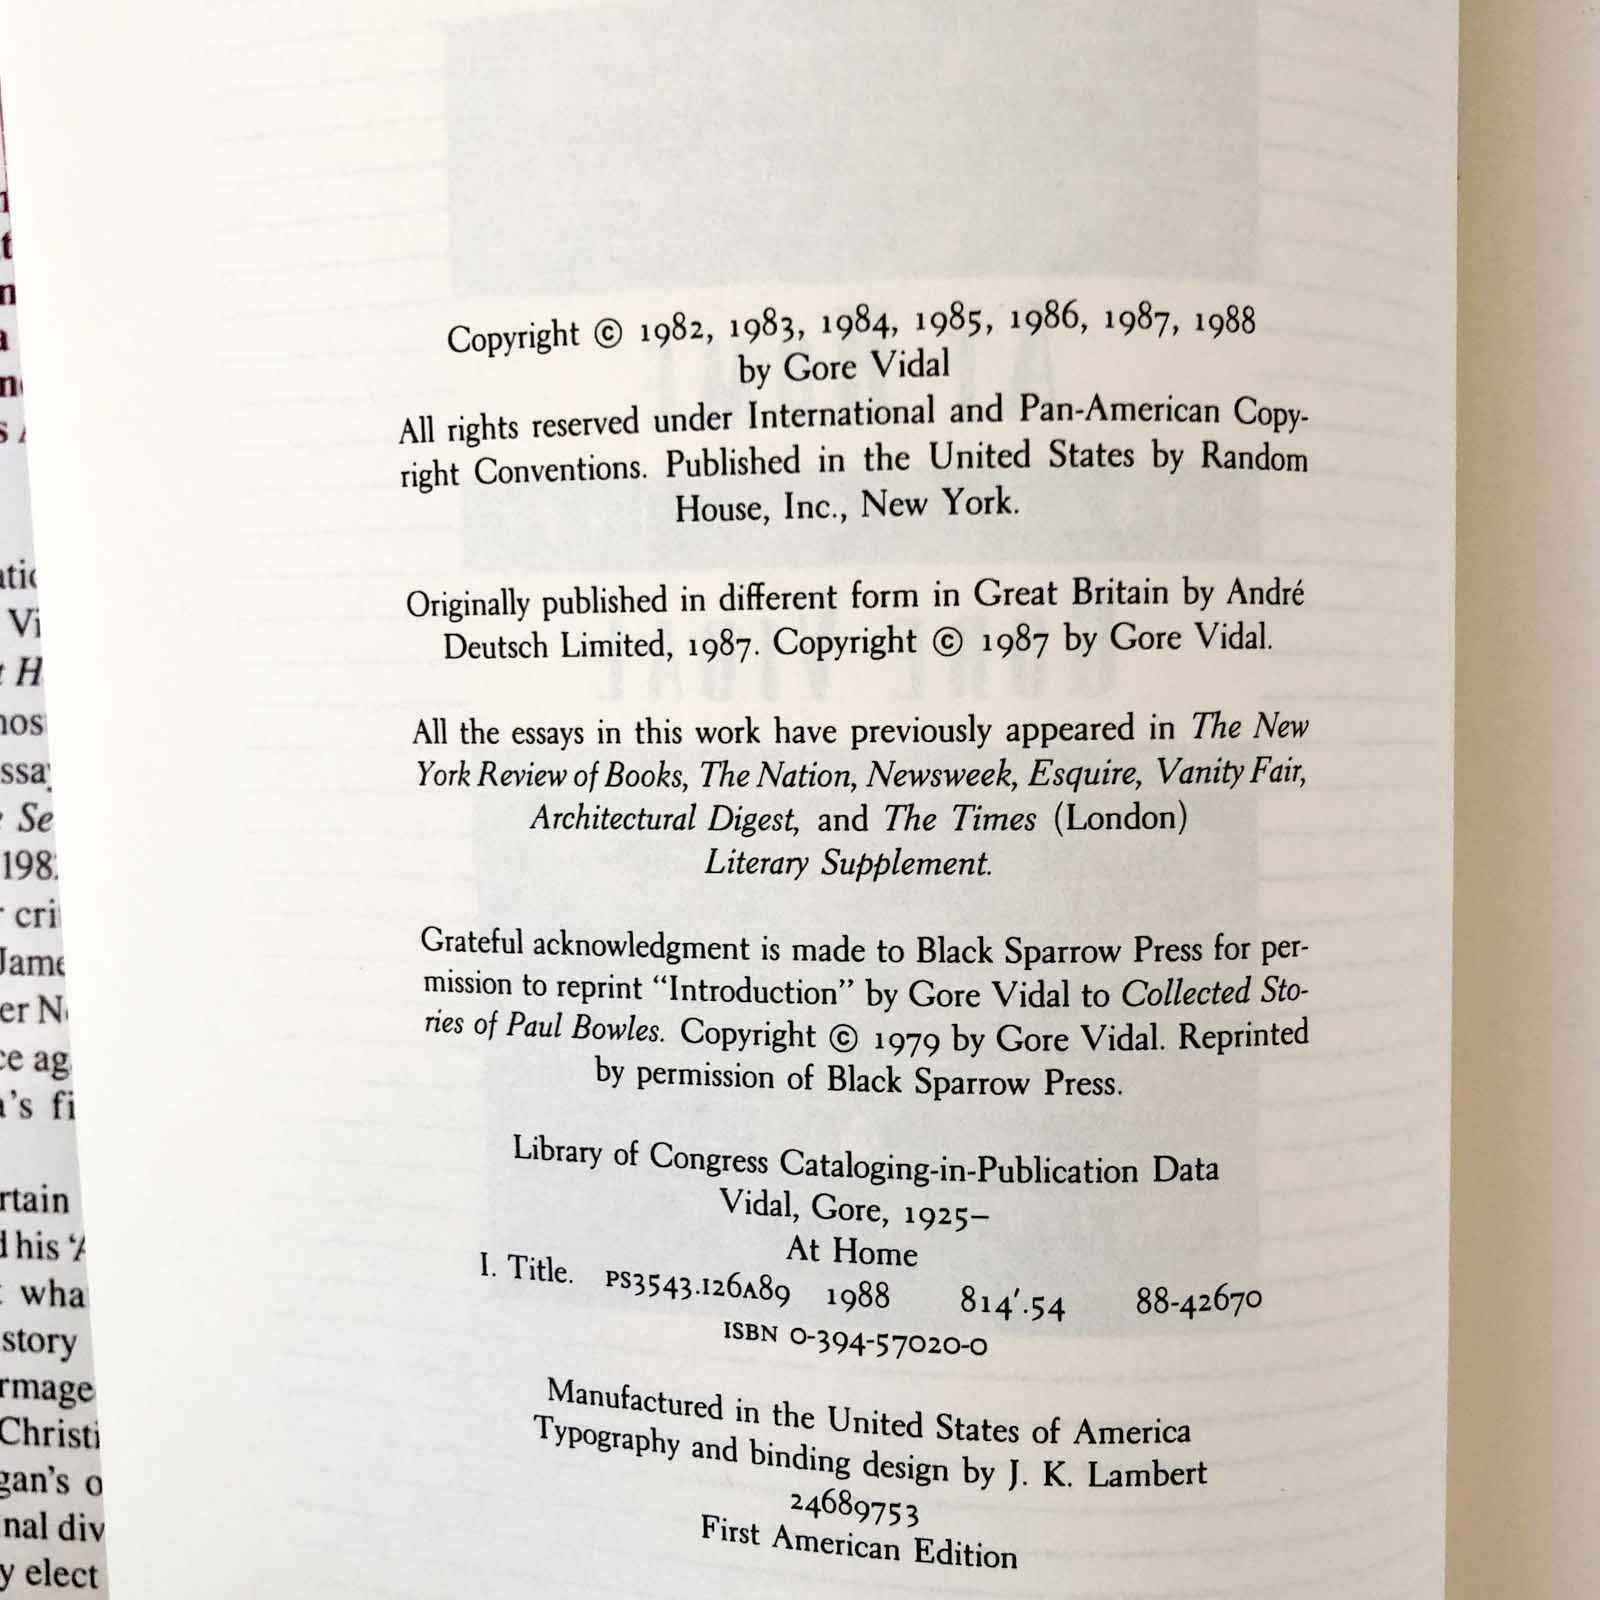 Copyright © 1982, 1983, 1984, 1985, 1986, 1987, 1988
by Gore Vidal
All rights reserved under International and Pan-American Copy-
right Conventions. Published in the United States by Random
House, Inc., New York.
Originally published in different form in Great Britain by André
Deutsch Limited, 1987. Copyright © 1987 by Gore Vidal.
All the essays in this work have previously appeared in The New
York Review of Books, The Nation, Newsweek, Esquire, Vanity Fair,
Architectural Digest, and The Times (London)
Literary Supplement.
Grateful acknowledgment is made to Black Sparrow Press for per-
mission to reprint “Introduction” by Gore Vidal to Collected Sto-
ries of Paul Bowles. Copyright © 1979 by Gore Vidal. Reprinted
by permission of Black Sparrow Press.
Library of Congress Cataloging-in-Publication Data
Vidal, Gore, 1925–
At Home
I. Title. PS3543.I26A89 1988 814′.54 88-42670
ISBN 0-394-57020-0
Manufactured in the United States of America
Typography and binding design by J. K. Lambert
24689753
First American Edition